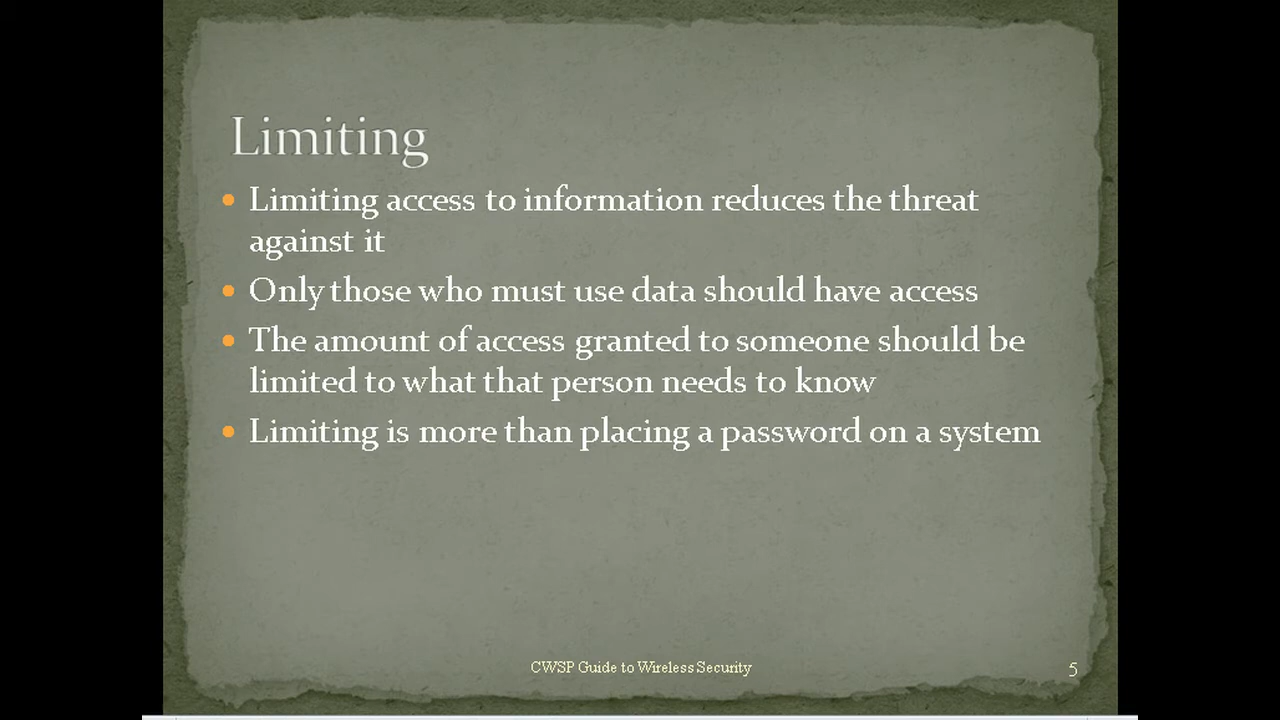 Limiting
• Limiting access to information reduces the threat
against it
• Only those who must use data should have access
• The amount of access granted to someone should be
limited to what that person needs to know
• Limiting is more than placing a password on a system
CWSP Guide to Wireless Security
5